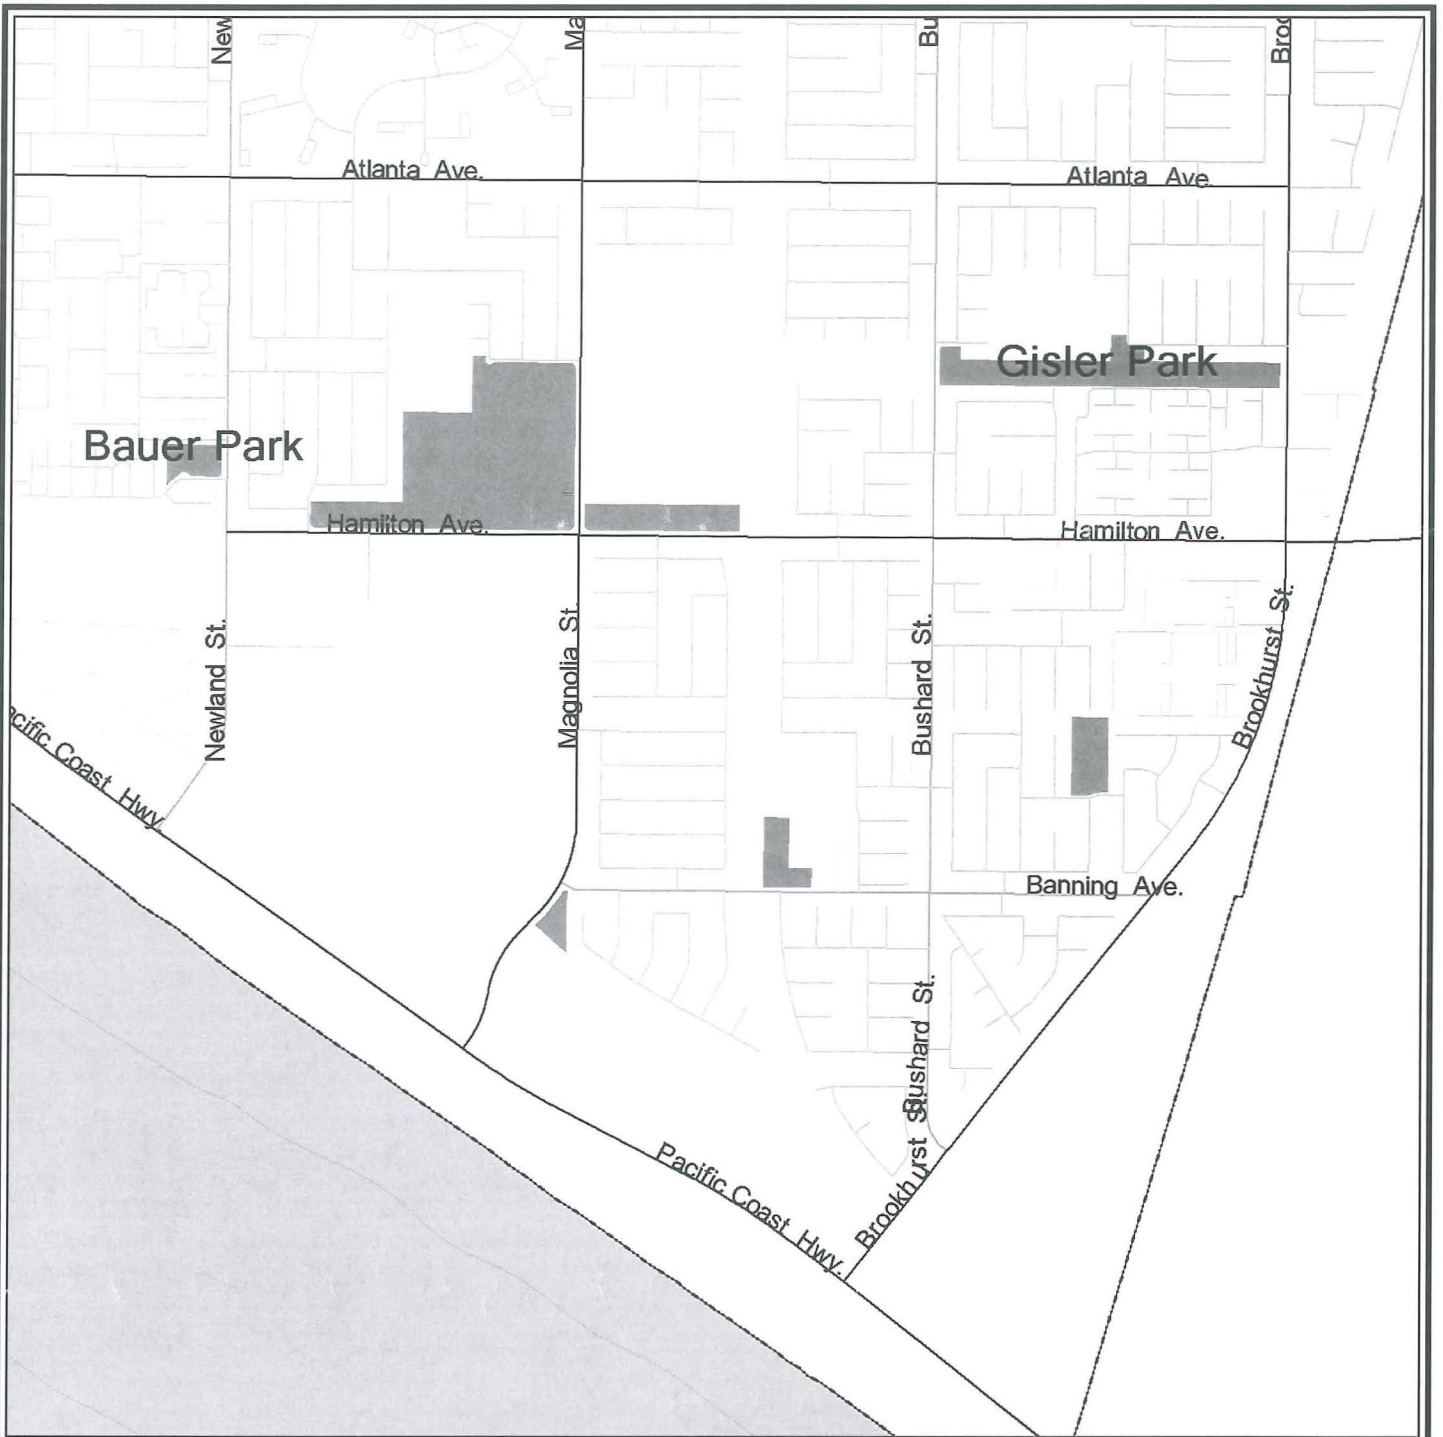 New
Ma
Bu
Broo
Atlanta Ave.
Atlanta Ave.
Gisler Park
Bauer Park
Hamilton Ave.
Hamilton Ave.
Newland St.
Magnolia St.
Bushard St.
Brookhurst St.
acific Coast Hwy.
Banning Ave.
Bushard St.
Brookhurst St.
Pacific Coast Hwy.